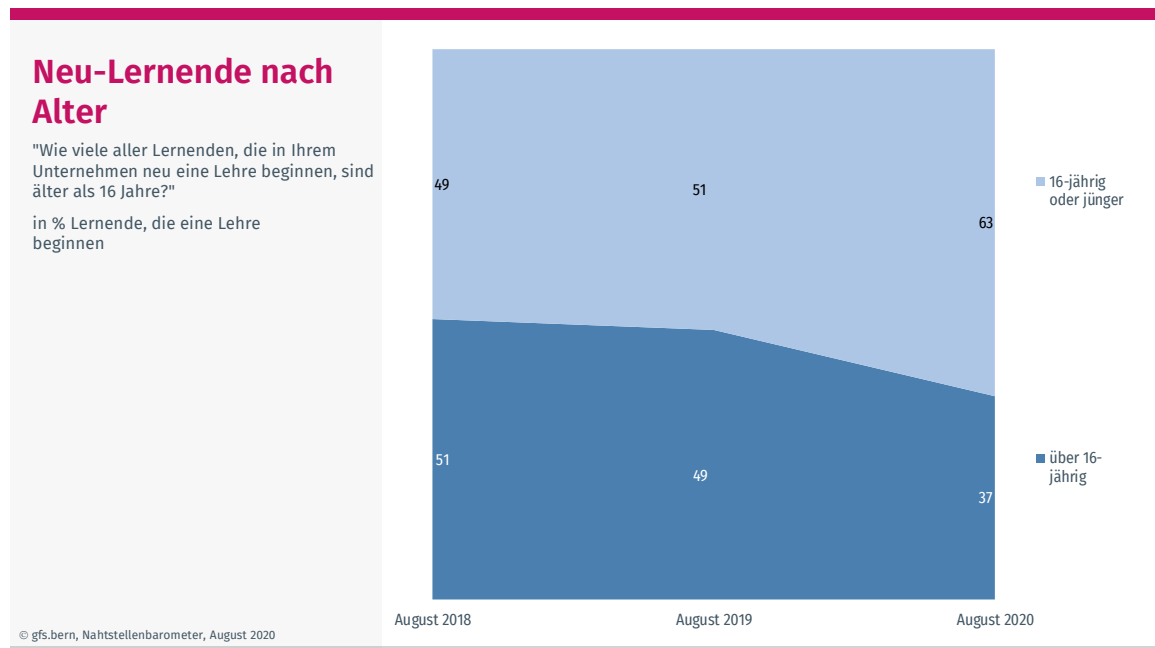 Neu-Lernende nach
Alter
"Wie viele aller Lernenden, die in Ihrem
Unternehmen neu eine Lehre beginnen, sind
älter als 16 Jahre?"
in % Lernende, die eine Lehre
beginnen
49
51
63
16-jährig
oder jünger
51
49
37
über 16-
jährig
August 2018
August 2019
August 2020
© gfs.bern, Nahtstellenbarometer, August 2020